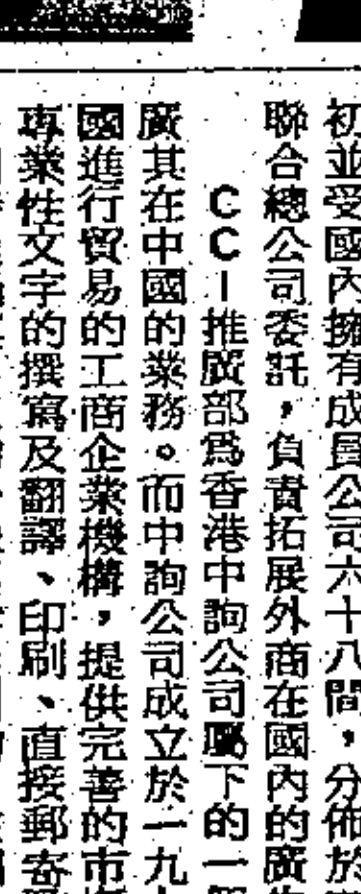 初並受國內擁有成員公司六十八間，分佈於
聯合總公司委託，負責拓展外商在國內的廣
CCI推廣部爲香港中詢公司屬下的一
廣其在中國的業務。而中詢公司成立於一九
國進行貿易的工商企業機構，提供完善的市
專業性文字的撰寫及翻譯、印刷、直接郵寄